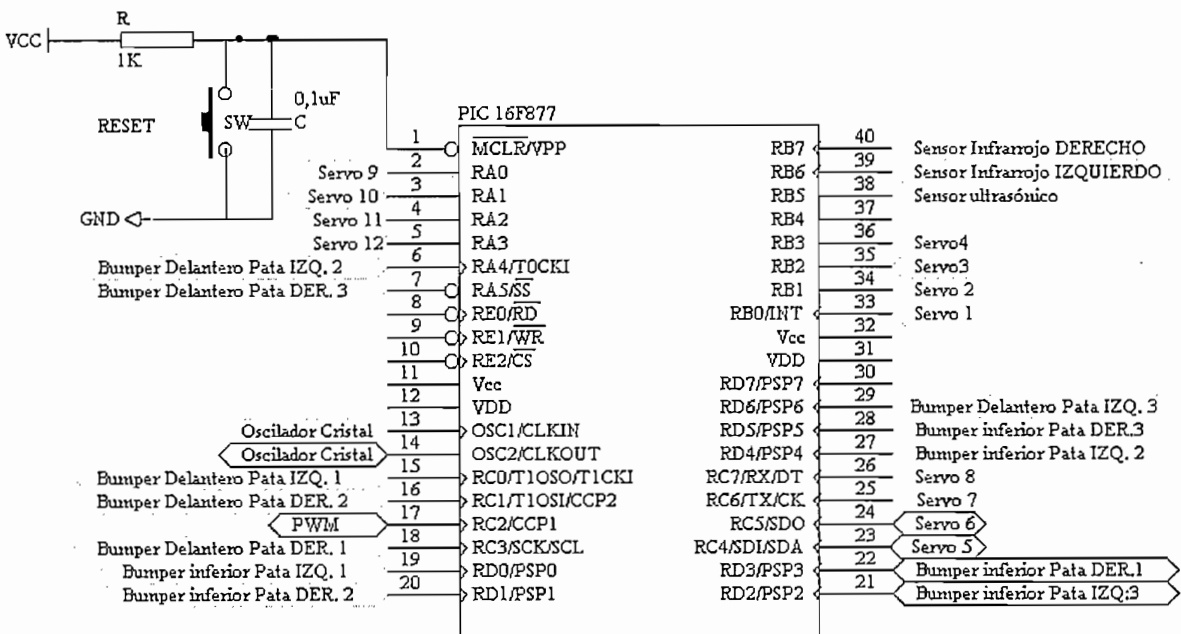 R
VCC
1K
0,1uF
RESET
SW
C
GND
PIC 16F877
1 MCLR/VPP
Servo 9 2 RA0
Servo 10 3 RA1
Servo 11 4 RA2
Servo 12 5 RA3
Bumper Delantero Pata IZQ. 2 6 RA4/T0CKI
Bumper Delantero Pata DER. 3 7 RA5/SS
8 RE0/RD
9 RE1/WR
10 RE2/CS
11 Vcc
12 VDD
Oscilador Cristal 13 OSC1/CLKIN
Oscilador Cristal 14 OSC2/CLKOUT
Bumper Delantero Pata IZQ. 1 15 RC0/T1OSO/T1CKI
Bumper Delantero Pata DER. 2 16 RC1/T1OSI/CCP2
PWM 17 RC2/CCP1
Bumper Delantero Pata DER. 1 18 RC3/SCK/SCL
Bumper inferior Pata IZQ. 1 19 RD0/PSP0
Bumper inferior Pata DER. 2 20 RD1/PSP1
RB7 40 Sensor Infrarrojo DERECHO
RB6 39 Sensor Infrarrojo IZQUIERDO
RB5 38 Sensor ultrasónico
RB4 37
RB3 36 Servo4
RB2 35 Servo3
RB1 34 Servo 2
RB0/INT 33 Servo 1
Vcc 32
VDD 31
RD7/PSP7 30
RD6/PSP6 29 Bumper Delantero Pata IZQ. 3
RD5/PSP5 28 Bumper inferior Pata DER.3
RD4/PSP4 27 Bumper inferior Pata IZQ. 2
RC7/RX/DT 26 Servo 8
RC6/TX/CK 25 Servo 7
RC5/SDO 24 Servo 6
RC4/SDI/SDA 23 Servo 5
RD3/PSP3 22 Bumper inferior Pata DER.1
RD2/PSP2 21 Bumper inferior Pata IZQ:3